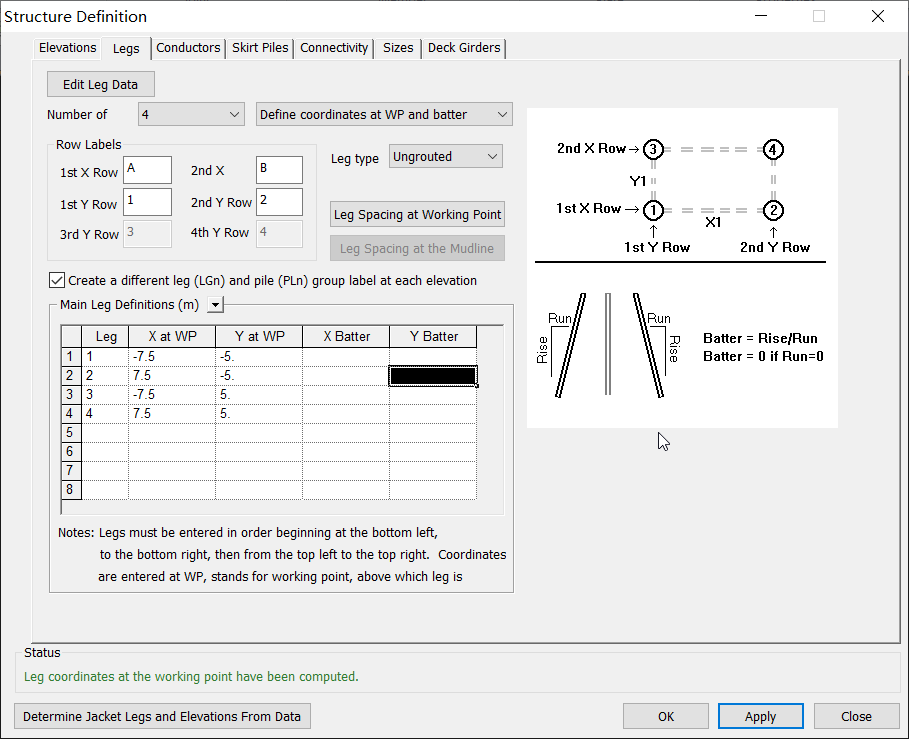 Structure Definition
Elevations Legs Conductors Skirt Piles Connectivity Sizes Deck Girders
Edit Leg Data
Number of 4 Define coordinates at WP and batter
Row Labels
1st X Row A 2nd X B
1st Y Row 1 2nd Y Row 2
3rd Y Row 3 4th Y Row 4
Leg type Ungrouted
Leg Spacing at Working Point
Leg Spacing at the Mudline
Create a different leg (LGn) and pile (PLn) group label at each elevation
Main Leg Definitions (m)
Leg X at WP Y at WP X Batter Y Batter
1 1 -7.5 -5.
2 2 7.5 -5.
3 3 -7.5 5.
4 4 7.5 5.
5
6
7
8
Notes: Legs must be entered in order beginning at the bottom left,
to the bottom right, then from the top left to the top right. Coordinates
are entered at WP, stands for working point, above which leg is
2nd X Row → 3 4
Y1
1st X Row → 1 2
X1
1st Y Row 2nd Y Row
Run Run
Rise Rise
Batter = Rise/Run
Batter = 0 if Run=0
Status
Leg coordinates at the working point have been computed.
Determine Jacket Legs and Elevations From Data OK Apply Close